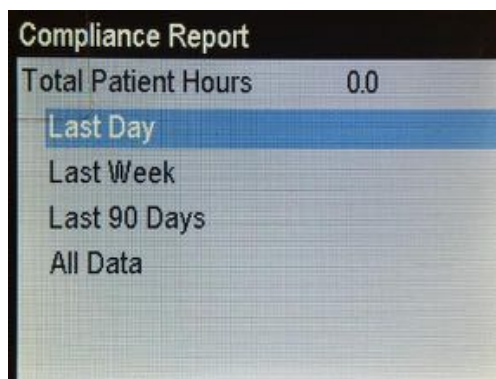 Compliance Report
Total Patient Hours 0.0
Last Day
Last Week
Last 90 Days
All Data